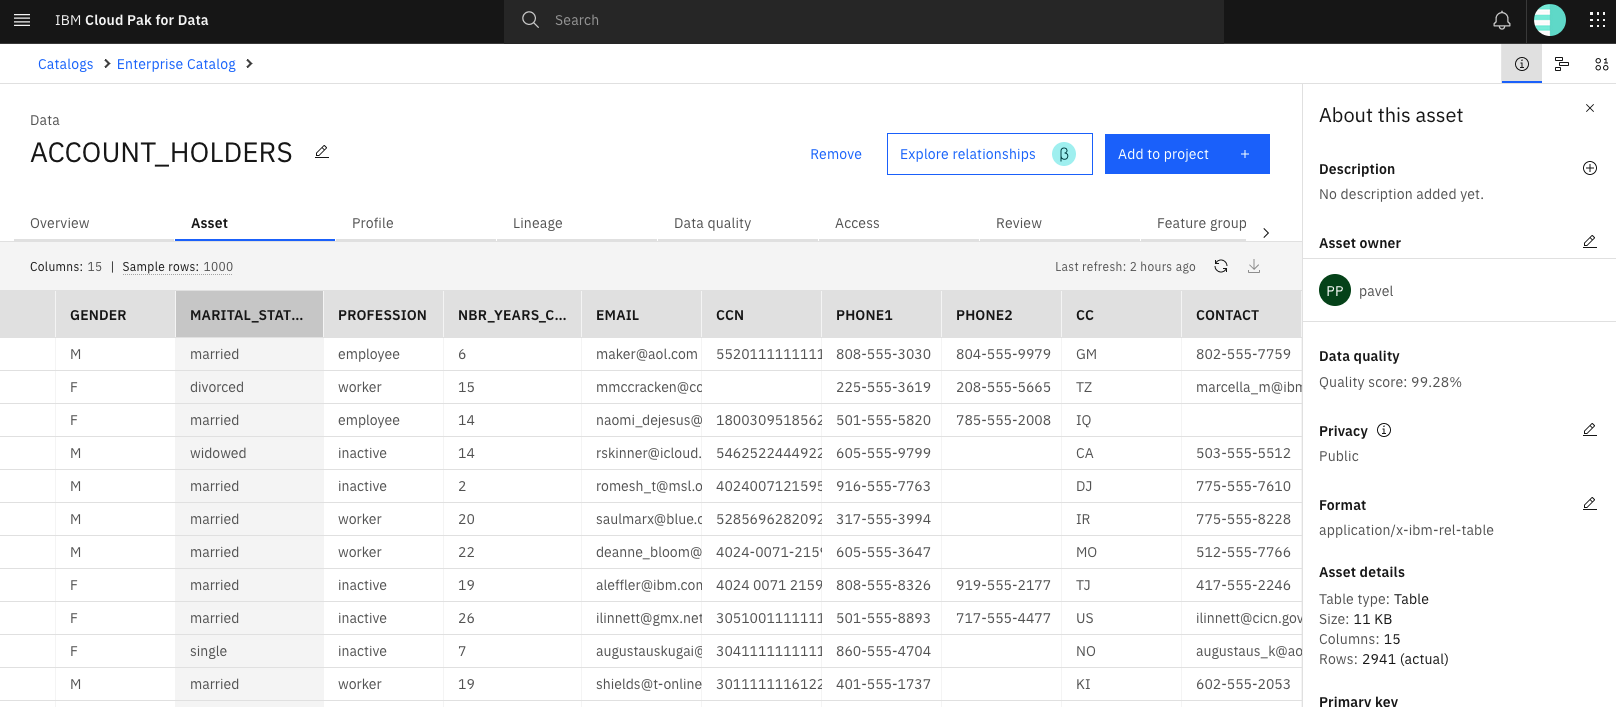 IBM Cloud Pak for Data
Search
Catalogs
Enterprise Catalog
Data
ACCOUNT_HOLDERS
Remove
Explore relationships β
Add to project +
Overview Asset Profile Lineage Data quality Access Review Feature group
Columns: 15 | Sample rows: 1000
Last refresh: 2 hours ago
GENDER MARITAL_STAT... PROFESSION NBR_YEARS_C... EMAIL CCN PHONE1 PHONE2 CC CONTACT
M married employee 6 maker@aol.com 5520111111111 808-555-3030 804-555-9979 GM 802-555-7759
F divorced worker 15 mmccracken@cc 225-555-3619 208-555-5665 TZ marcella_m@ibm
F married employee 14 naomi_dejesus@ 1800309518562 501-555-5820 785-555-2008 IQ
M widowed inactive 14 rskinner@icloud. 5462522444922 605-555-9799 CA 503-555-5512
M married inactive 2 romesh_t@msl.o 4024007121595 916-555-7763 DJ 775-555-7610
M married worker 20 saulmarx@blue.c 5285696282092 317-555-3994 IR 775-555-8228
M married worker 22 deanne_bloom@ 4024-0071-2159 605-555-3647 MO 512-555-7766
F married inactive 19 aleffler@ibm.com 4024 0071 2159 808-555-8326 919-555-2177 TJ 417-555-2246
F married inactive 26 ilinnett@gmx.net 3051001111111 501-555-8893 717-555-4477 US ilinnett@cicn.gov
F single inactive 7 augustauskugai@ 3041111111111 860-555-4704 NO augustaus_k@ao
M married worker 19 shields@t-online 3011111116122 401-555-1737 KI 602-555-2053
About this asset
Description
No description added yet.
Asset owner
PP pavel
Data quality
Quality score: 99.28%
Privacy
Public
Format
application/x-ibm-rel-table
Asset details
Table type: Table
Size: 11 KB
Columns: 15
Rows: 2941 (actual)
Primary key